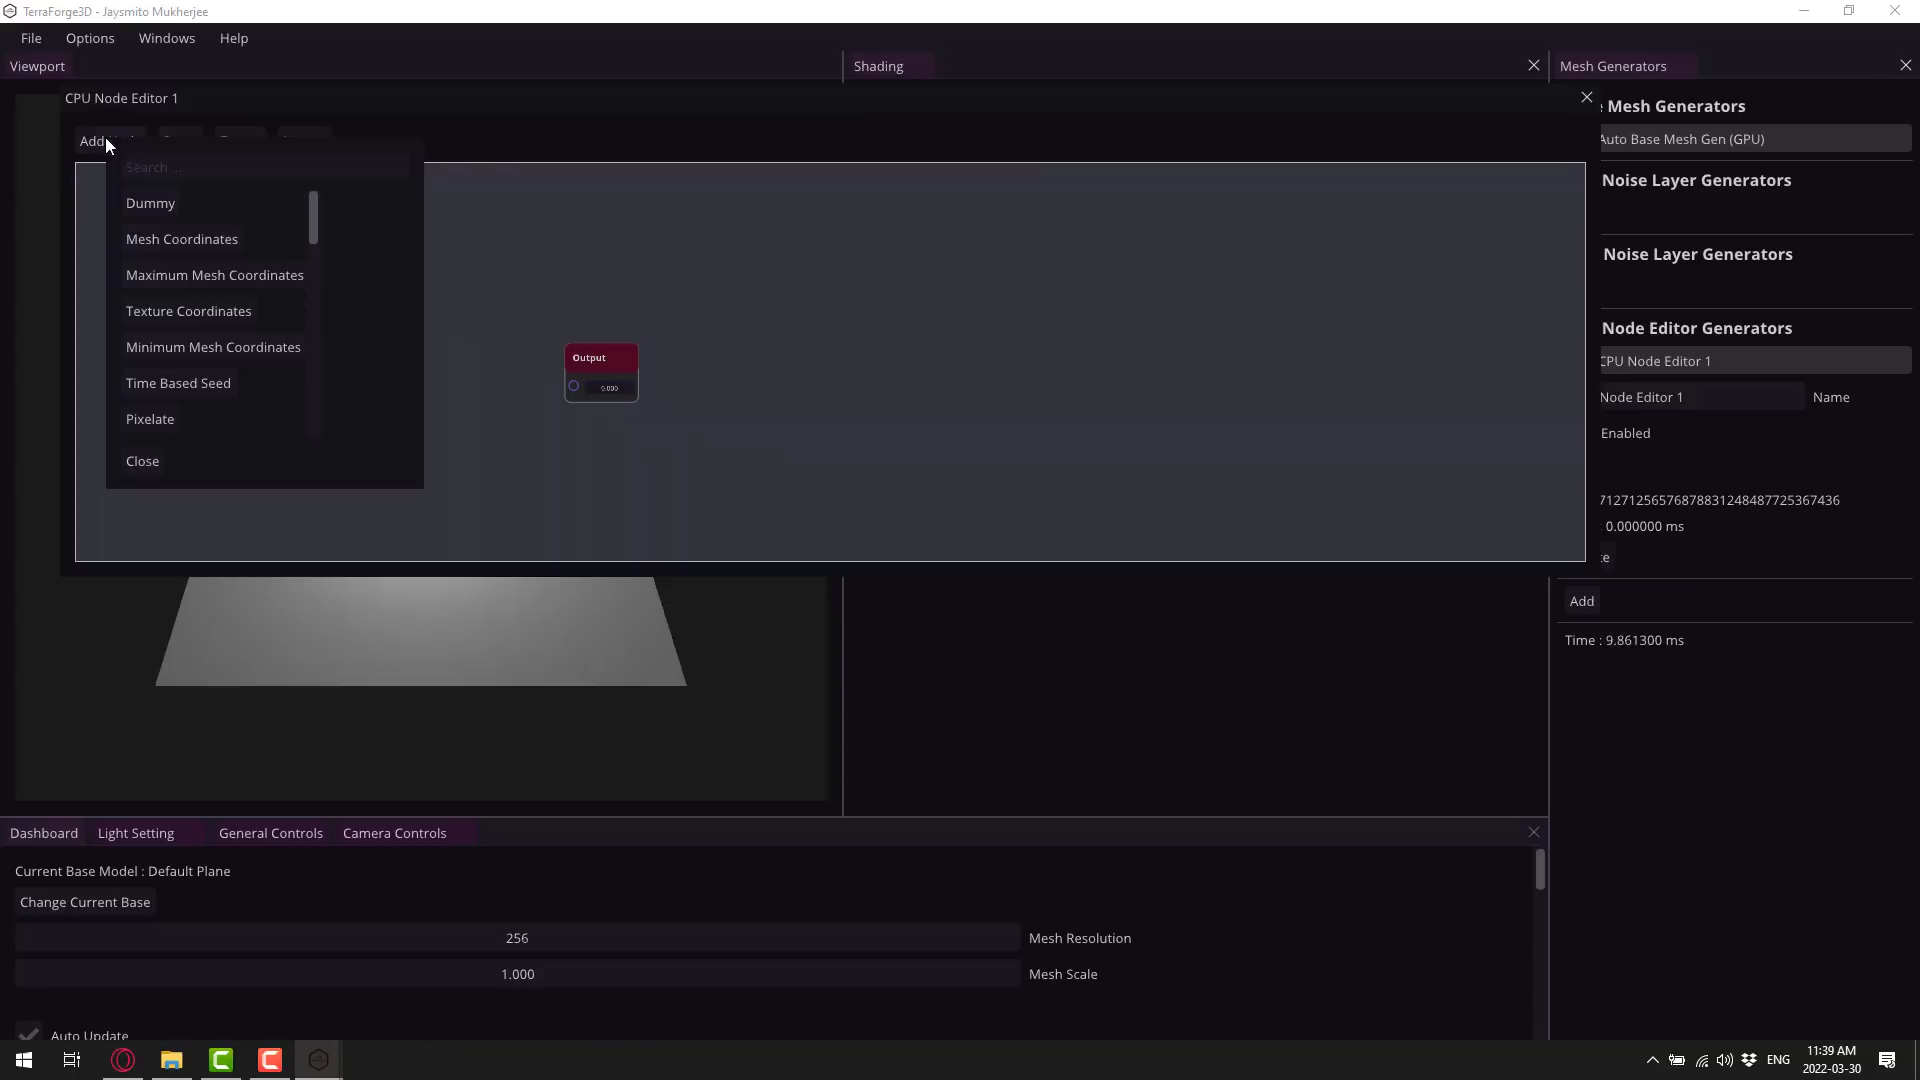 TerraForge3D - Jaysmito Mukherjee
File Options Windows Help
Viewport
Shading
Mesh Generators
CPU Node Editor 1
Add
Search ...
Dummy
Mesh Coordinates
Maximum Mesh Coordinates
Texture Coordinates
Minimum Mesh Coordinates
Time Based Seed
Pixelate
Close
Output
0.000
Mesh Generators
Auto Base Mesh Gen (GPU)
Noise Layer Generators
Noise Layer Generators
Node Editor Generators
CPU Node Editor 1
Node Editor 1 Name
Enabled
71271256576878831248487725367436
: 0.000000 ms
Add
Time : 9.861300 ms
Dashboard Light Setting General Controls Camera Controls
Current Base Model : Default Plane
Change Current Base
256 Mesh Resolution
1.000 Mesh Scale
Auto Update
ENG
11:39 AM
2022-03-30